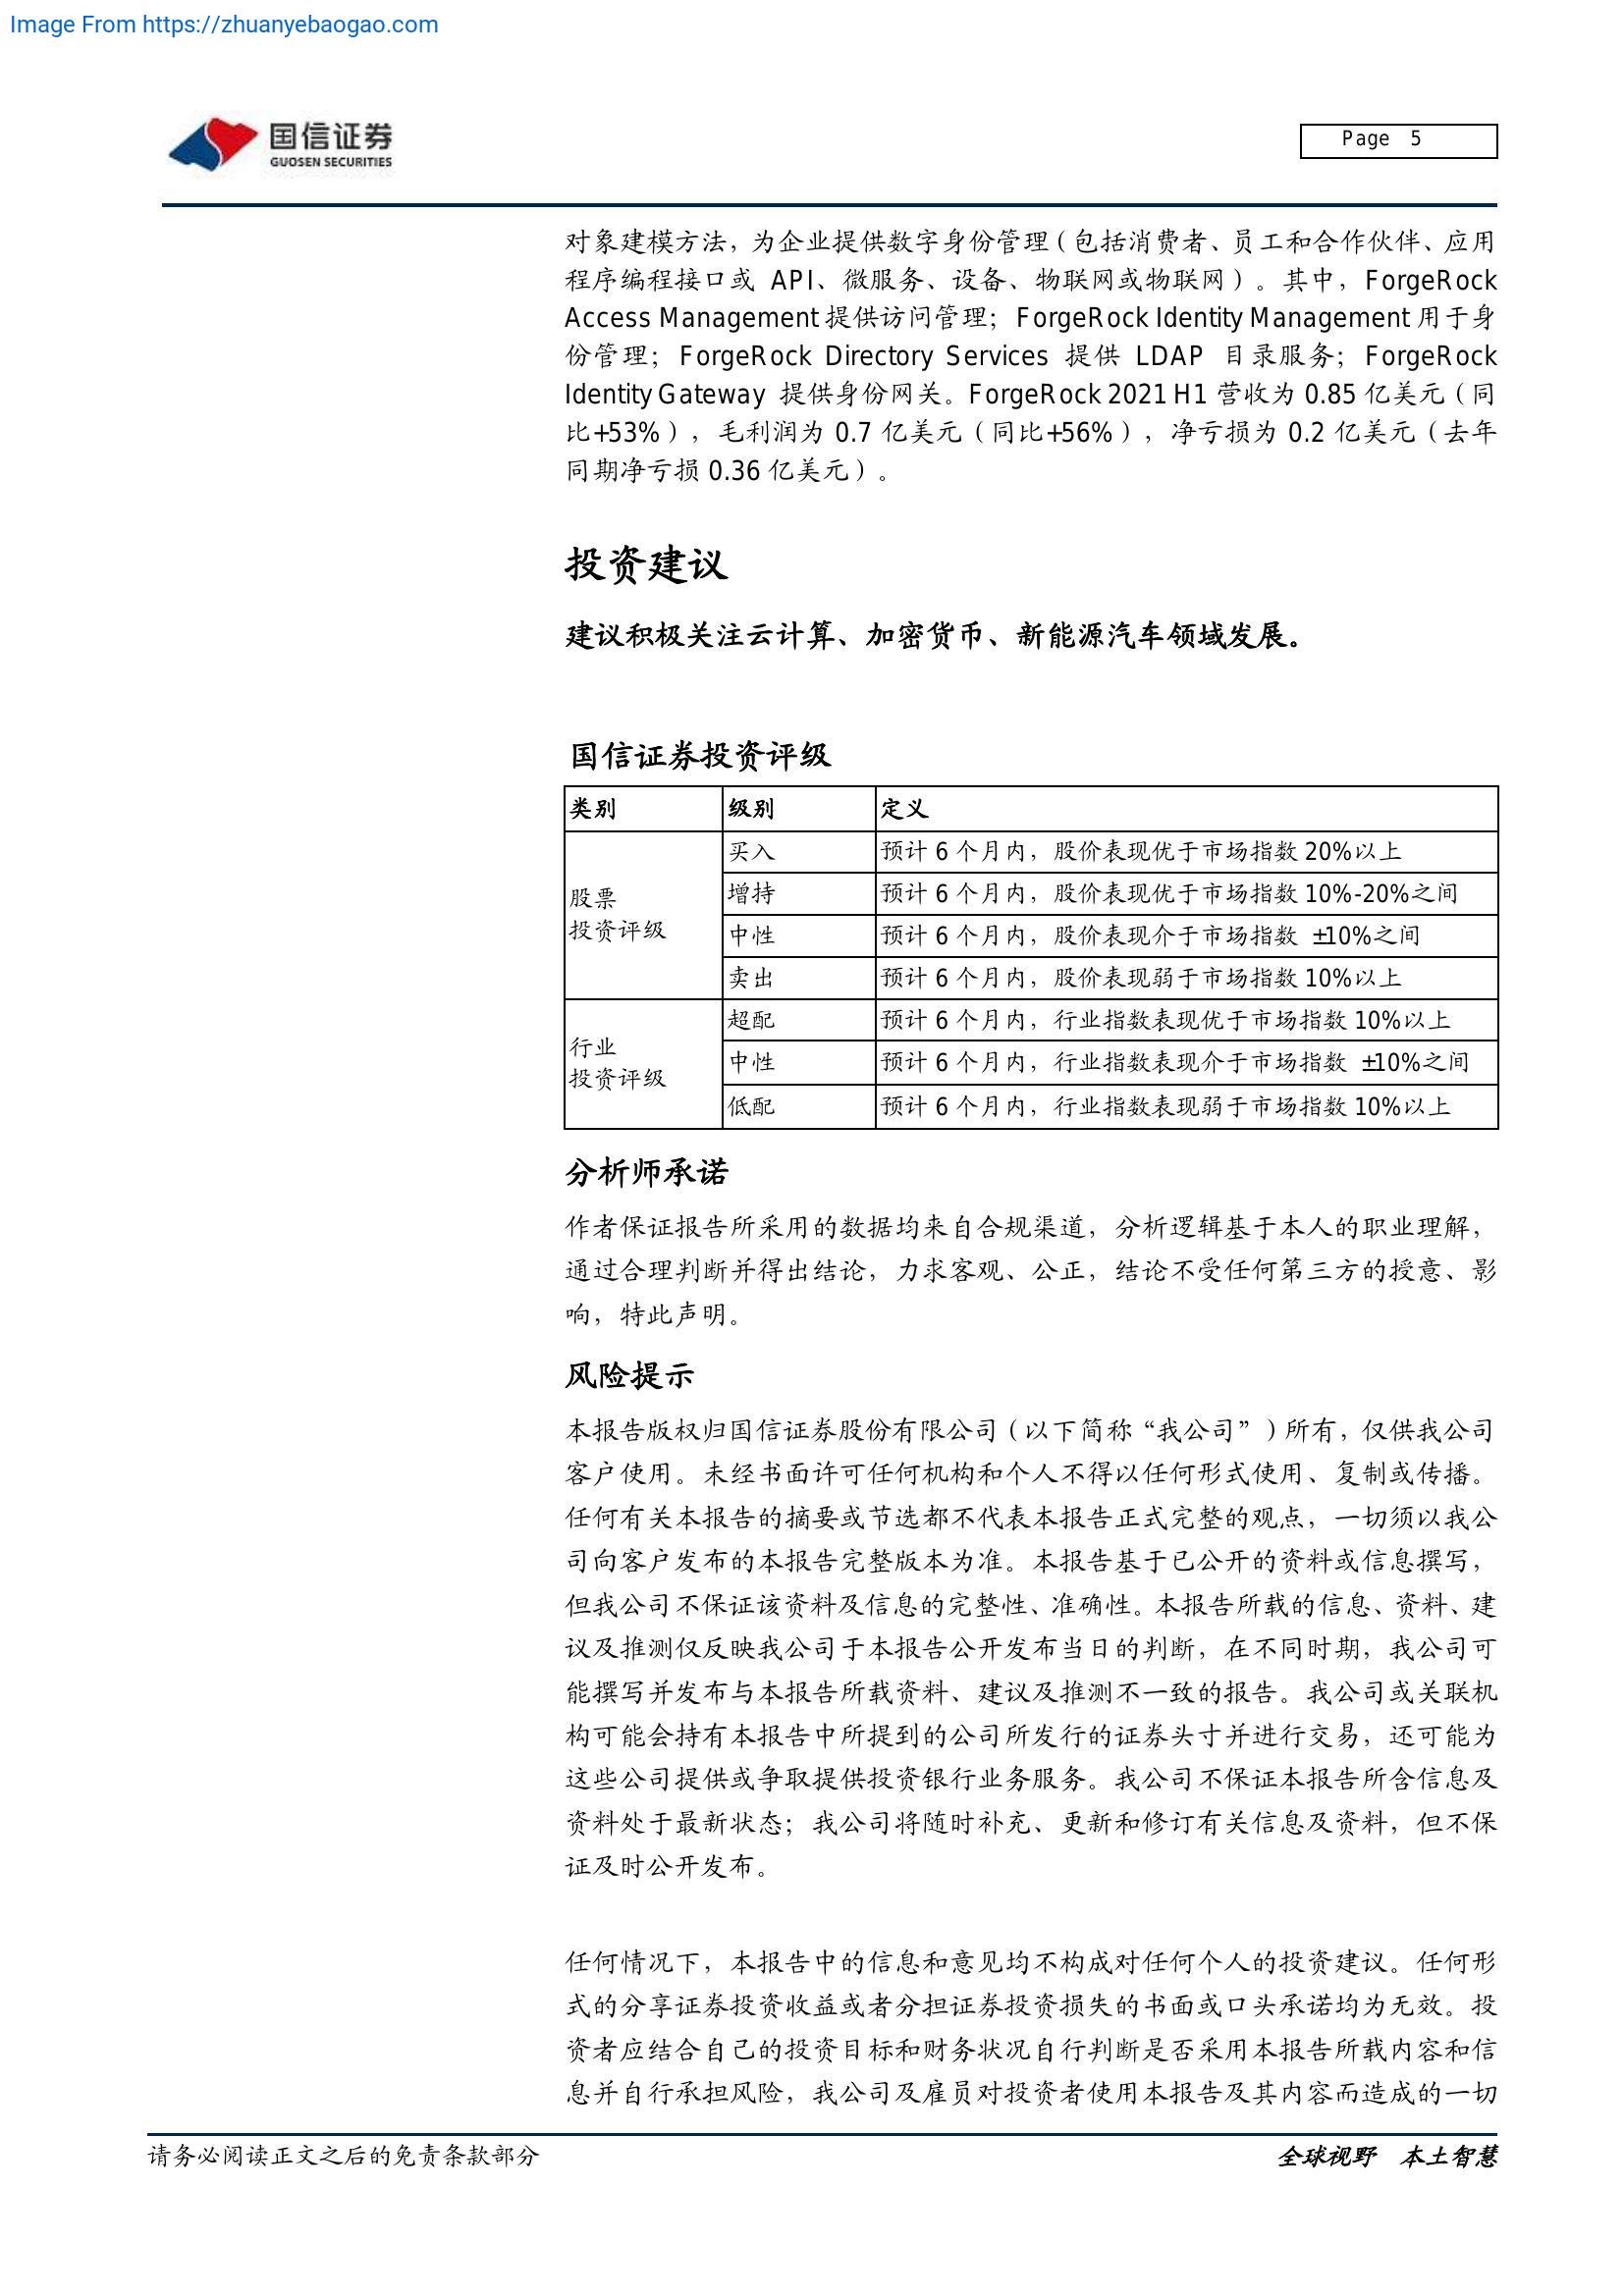 Image From https://zhuanyebaogao.com
国信证券
GUOSEN SECURITIES
Page 5
对象建模方法，为企业提供数字身份管理（包括消费者、员工和合作伙伴、应用
程序编程接口或 API、微服务、设备、物联网或物联网）。其中，ForgeRock
Access Management 提供访问管理；ForgeRock Identity Management 用于身
份管理；ForgeRock Directory Services 提供 LDAP 目录服务；ForgeRock
Identity Gateway 提供身份网关。ForgeRock 2021 H1 营收为 0.85 亿美元（同
比+53%），毛利润为 0.7 亿美元（同比+56%），净亏损为 0.2 亿美元（去年
同期净亏损 0.36 亿美元）。
投资建议
建议积极关注云计算、加密货币、新能源汽车领域发展。
国信证券投资评级
类别 级别 定义
股票
投资评级
买入 预计 6 个月内，股价表现优于市场指数 20%以上
增持 预计 6 个月内，股价表现优于市场指数 10%-20%之间
中性 预计 6 个月内，股价表现介于市场指数 ±10%之间
卖出 预计 6 个月内，股价表现弱于市场指数 10%以上
行业
投资评级
超配 预计 6 个月内，行业指数表现优于市场指数 10%以上
中性 预计 6 个月内，行业指数表现介于市场指数 ±10%之间
低配 预计 6 个月内，行业指数表现弱于市场指数 10%以上
分析师承诺
作者保证报告所采用的数据均来自合规渠道，分析逻辑基于本人的职业理解，
通过合理判断并得出结论，力求客观、公正，结论不受任何第三方的授意、影
响，特此声明。
风险提示
本报告版权归国信证券股份有限公司（以下简称“我公司”）所有，仅供我公司
客户使用。未经书面许可任何机构和个人不得以任何形式使用、复制或传播。
任何有关本报告的摘要或节选都不代表本报告正式完整的观点，一切须以我公
司向客户发布的本报告完整版本为准。本报告基于已公开的资料或信息撰写，
但我公司不保证该资料及信息的完整性、准确性。本报告所载的信息、资料、建
议及推测仅反映我公司于本报告公开发布当日的判断，在不同时期，我公司可
能撰写并发布与本报告所载资料、建议及推测不一致的报告。我公司或关联机
构可能会持有本报告中所提到的公司所发行的证券头寸并进行交易，还可能为
这些公司提供或争取提供投资银行业务服务。我公司不保证本报告所含信息及
资料处于最新状态；我公司将随时补充、更新和修订有关信息及资料，但不保
证及时公开发布。
任何情况下，本报告中的信息和意见均不构成对任何个人的投资建议。任何形
式的分享证券投资收益或者分担证券投资损失的书面或口头承诺均为无效。投
资者应结合自己的投资目标和财务状况自行判断是否采用本报告所载内容和信
息并自行承担风险，我公司及雇员对投资者使用本报告及其内容而造成的一切
请务必阅读正文之后的免责条款部分
全球视野 本土智慧